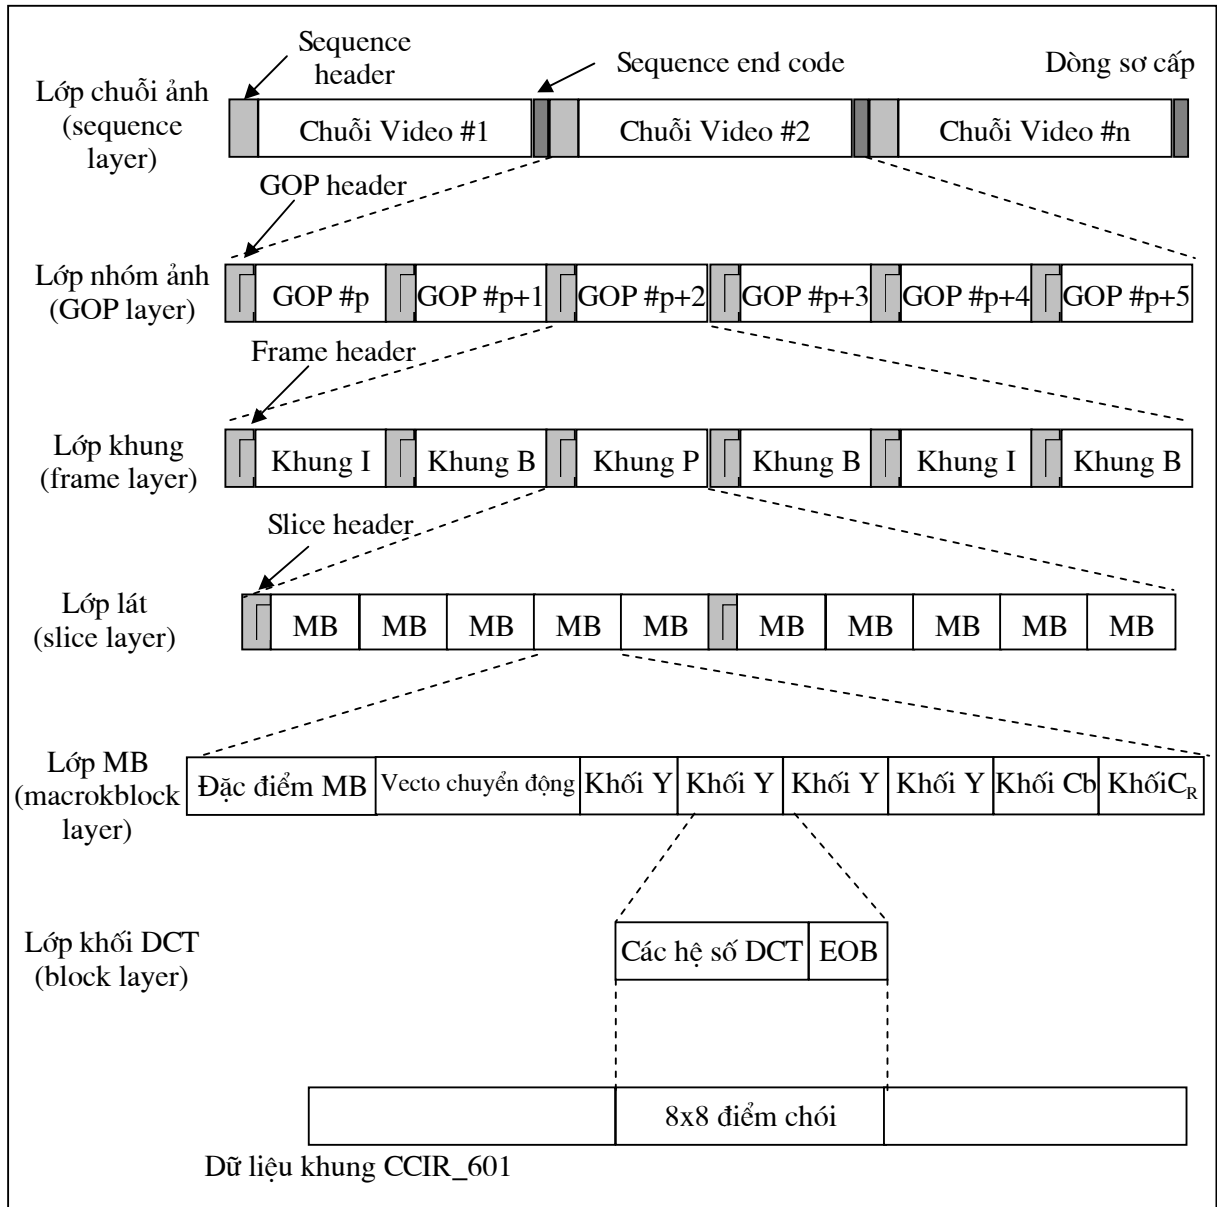 Sequence
header
Sequence end code
Dòng sơ cấp
Lớp chuỗi ảnh
(sequence
layer)
Chuỗi Video #1
Chuỗi Video #2
Chuỗi Video #n
GOP header
Lớp nhóm ảnh
(GOP layer)
GOP #p
GOP #p+1
GOP #p+2
GOP #p+3
GOP #p+4
GOP #p+5
Frame header
Lớp khung
(frame layer)
Khung I
Khung B
Khung P
Khung B
Khung I
Khung B
Slice header
Lớp lát
(slice layer)
MB
MB
MB
MB
MB
MB
MB
MB
MB
MB
Lớp MB
(macrokblock
layer)
Đặc điểm MB
Vecto chuyển động
Khối Y
Khối Y
Khối Y
Khối Y
Khối Cb
KhốiC_R
Lớp khối DCT
(block layer)
Các hệ số DCT
EOB
8x8 điểm chói
Dữ liệu khung CCIR_601